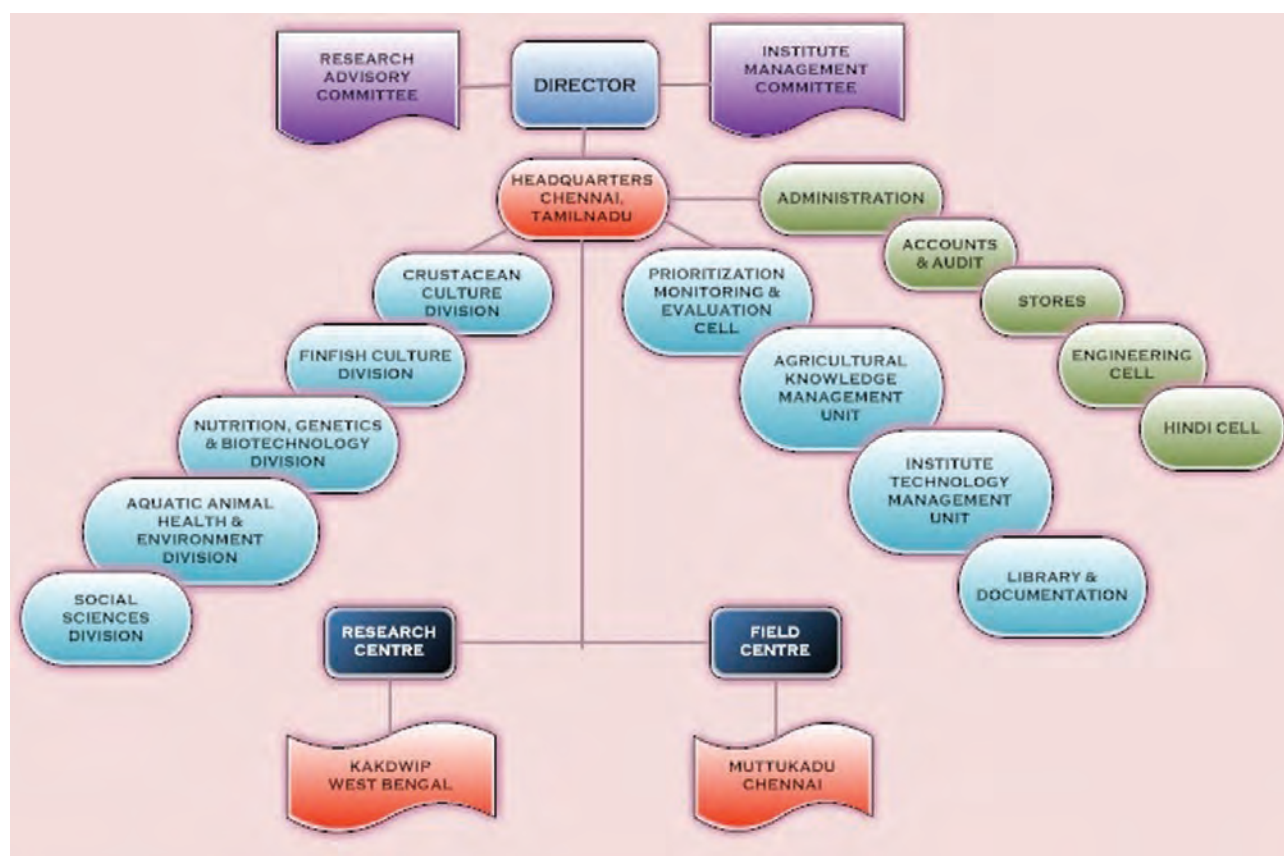 RESEARCH
ADVISORY
COMMITTEE
DIRECTOR
INSTITUTE
MANAGEMENT
COMMITTEE
HEADQUARTERS
CHENNAI,
TAMILNADU
ADMINISTRATION
ACCOUNTS
& AUDIT
STORES
ENGINEERING
CELL
HINDI CELL
CRUSTACEAN
CULTURE
DIVISION
FINFISH CULTURE
DIVISION
NUTRITION, GENETICS
& BIOTECHNOLOGY
DIVISION
AQUATIC ANIMAL
HEALTH &
ENVIRONMENT
DIVISION
SOCIAL
SCIENCES
DIVISION
PRIORITIZATION
MONITORING &
EVALUATION
CELL
AGRICULTURAL
KNOWLEDGE
MANAGEMENT
UNIT
INSTITUTE
TECHNOLOGY
MANAGEMENT
UNIT
LIBRARY &
DOCUMENTATION
RESEARCH
CENTRE
FIELD
CENTRE
KAKDWIP
WEST BENGAL
MUTTUKADU
CHENNAI